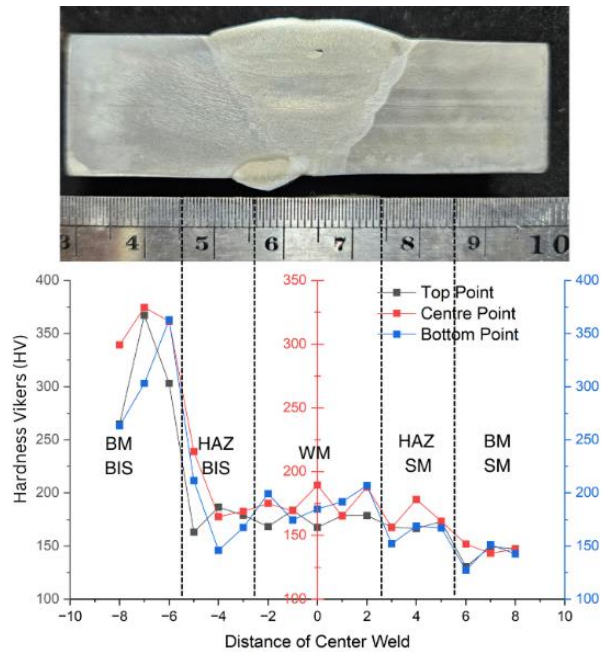 3 4 5 6 7 8 9 10
400 350 400
Top Point
Centre Point
Bottom Point
350 300 350
300 250 300
BM
BIS
HAZ
BIS
WM
HAZ
SM
BM
SM
250 250
200 200 200
150 150 150
100 100 100
−10 −8 −6 −4 −2 0 2 4 6 8 10
Hardness Vikers (HV)
Distance of Center Weld